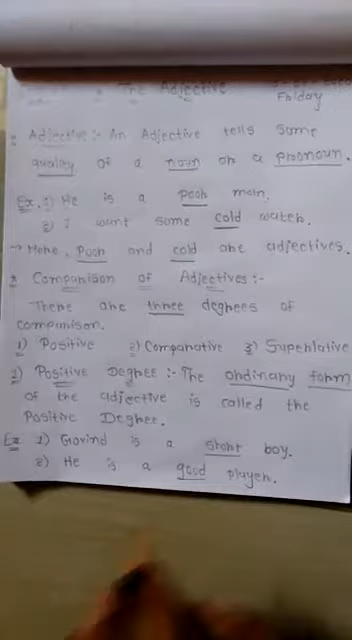 * The Adjective
Friday
* Adjective :- An Adjective tells some
quality of a noun or a pronoun.
Ex. 1) He is a poor man.
2) I want some cold water.
→ Here, Poor and cold are adjectives.
* Comparison of Adjectives :-
There are three degrees of
comparison.
1) Positive 2) Comparative 3) Superlative
1) Positive Degree :- The ordinary form
of the adjective is called the
Positive Degree.
Ex 1) Govind is a short boy.
2) He is a good player.